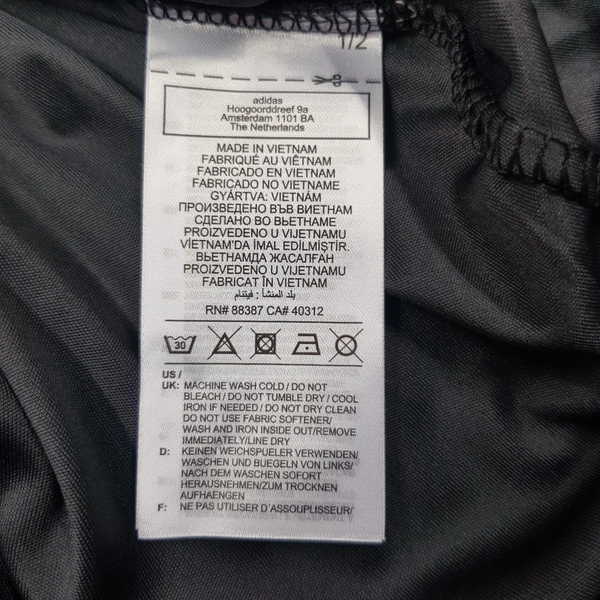 1/2
adidas
Hoogoorddreef 9a
Amsterdam 1101 BA
The Netherlands
MADE IN VIETNAM
FABRIQUÉ AU VIÊTNAM
FABRICADO EN VIETNAM
FABRICADO NO VIETNAME
GYÁRTVA: VIETNÁM
ПРОИЗВЕДЕНО ВЪВ ВИЕТНАМ
СДЕЛАНО ВО ВЬЕТНАМЕ
PROIZVEDENO U VIJETNAMU
VİETNAM'DA İMAL EDİLMİŞTİR.
ВЬЕТНАМДА ЖАСАЛҒАН
PROIZVEDENO U VIJETNAMU
FABRICAT ÎN VIETNAM
بلد المنشأ : فيتنام
RN# 88387 CA# 40312
30
US /
UK: MACHINE WASH COLD / DO NOT
BLEACH / DO NOT TUMBLE DRY / COOL
IRON IF NEEDED / DO NOT DRY CLEAN
DO NOT USE FABRIC SOFTENER/
WASH AND IRON INSIDE OUT/REMOVE
IMMEDIATELY/LINE DRY
D: KEINEN WEICHSPUELER VERWENDEN/
WASCHEN UND BUEGELN VON LINKS/
NACH DEM WASCHEN SOFORT
HERAUSNEHMEN/ZUM TROCKNEN
AUFHAENGEN
F: NE PAS UTILISER D'ASSOUPLISSEUR/